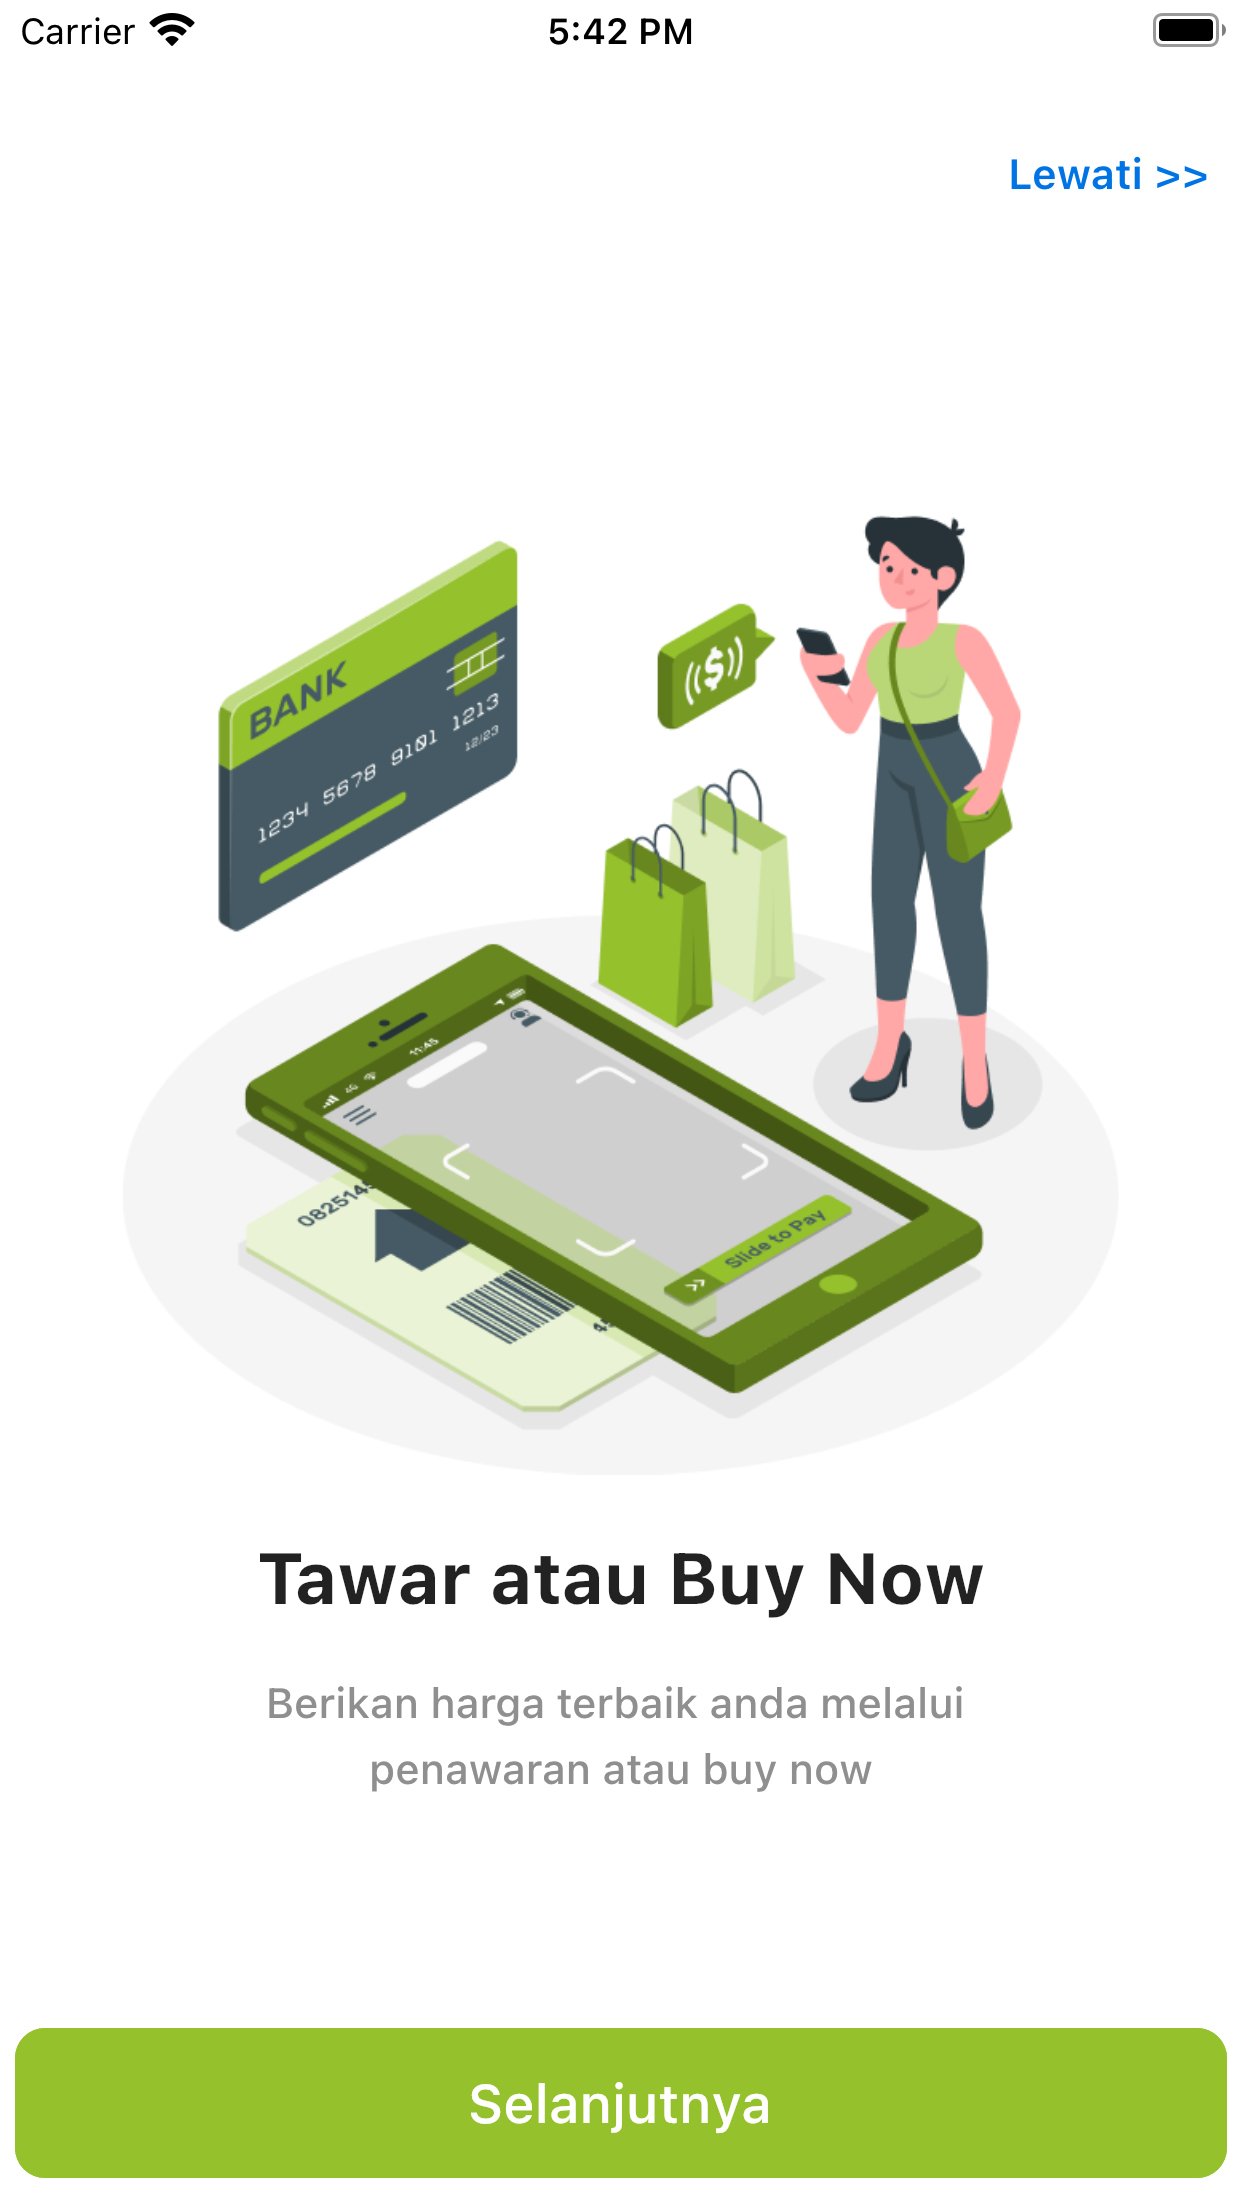 Carrier
5:42 PM
Lewati >>
BANK
1234 5678 9101 1213
12/23
$
11:45
4G
Slide to Pay
Tawar atau Buy Now
Berikan harga terbaik anda melalui
penawaran atau buy now
Selanjutnya